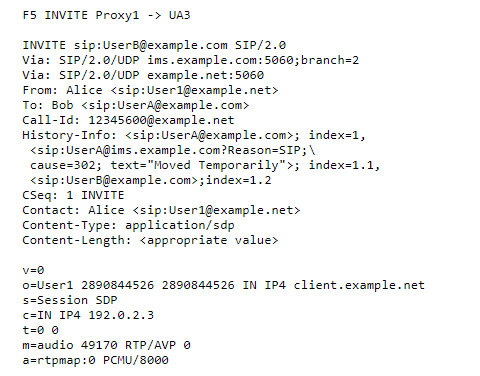 F5 INVITE Proxy1 -> UA3
INVITE sip:UserB@example.com SIP/2.0
Via: SIP/2.0/UDP ims.example.com:5060;branch=2
Via: SIP/2.0/UDP example.net:5060
From: Alice <sip:User1@example.net>
To: Bob <sip:UserA@example.com>
Call-Id: 12345600@example.net
History-Info: <sip:UserA@example.com>; index=1,
<sip:UserA@ims.example.com?Reason=SIP;\
cause=302; text="Moved Temporarily">; index=1.1,
<sip:UserB@example.com>;index=1.2
CSeq: 1 INVITE
Contact: Alice <sip:User1@example.net>
Content-Type: application/sdp
Content-Length: <appropriate value>
v=0
o=User1 2890844526 2890844526 IN IP4 client.example.net
s=Session SDP
c=IN IP4 192.0.2.3
t=0 0
m=audio 49170 RTP/AVP 0
a=rtpmap:0 PCMU/8000